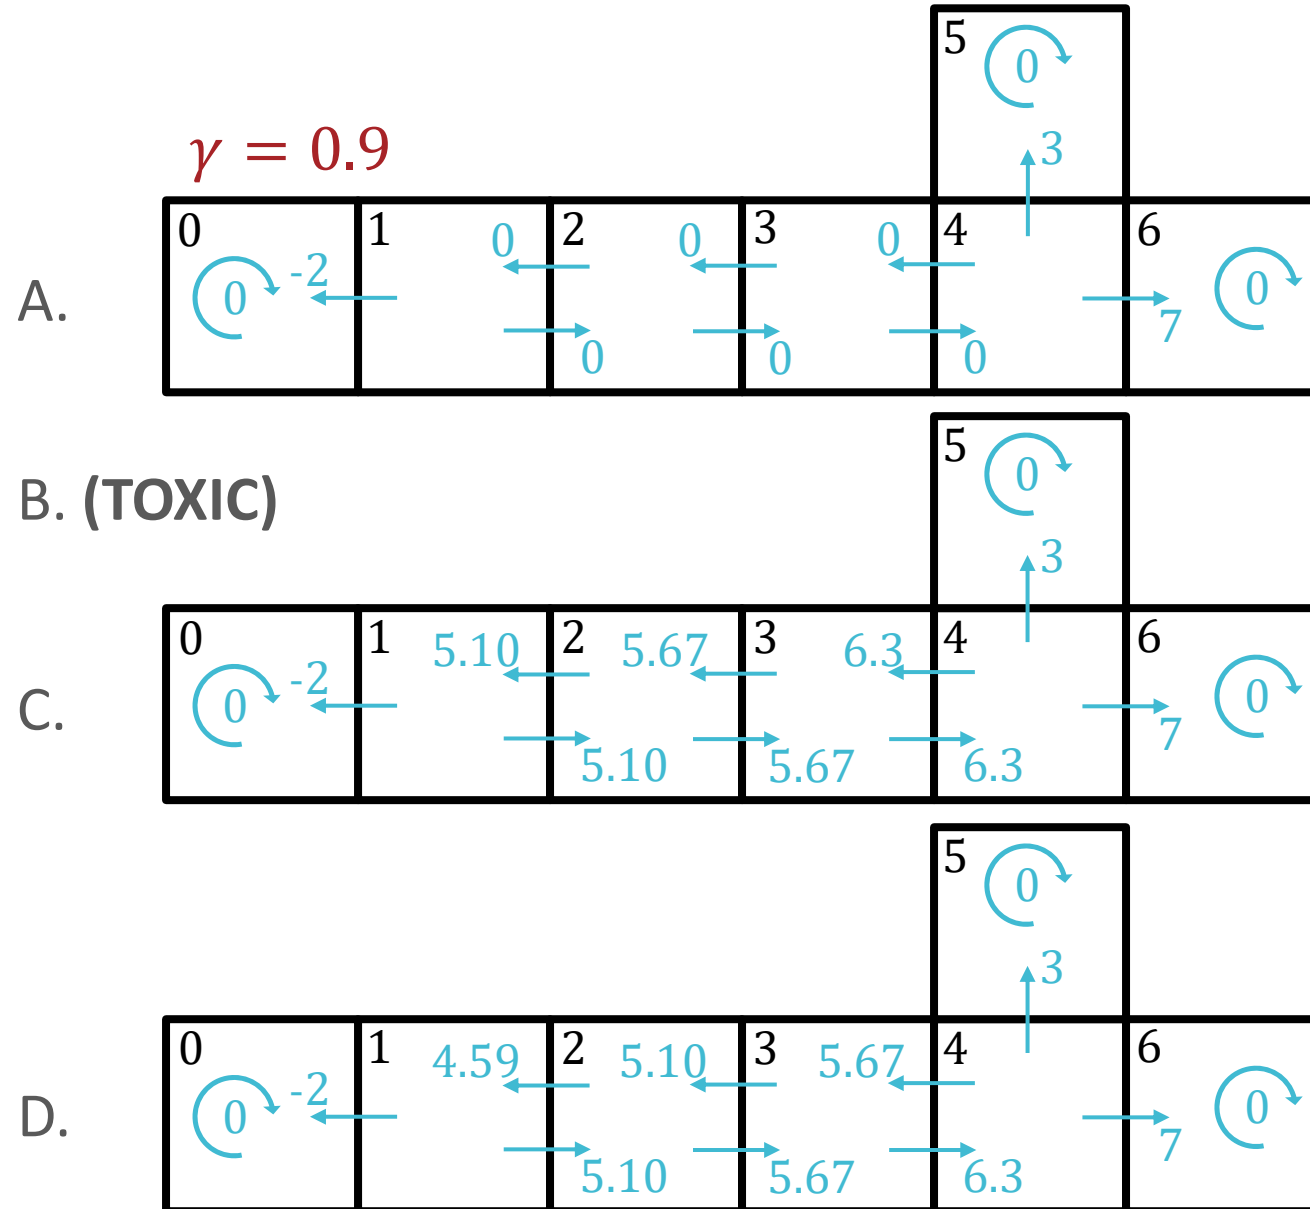 5
0
γ = 0.9
3
0 1 0 2 0 3 0 4 6
A. 0 -2 0
0 0 0 7
5
B. (TOXIC) 0
3
0 1 5.10 2 5.67 3 6.3 4 6
C. 0 -2 0
5.10 5.67 6.3 7
5
0
3
0 1 4.59 2 5.10 3 5.67 4 6
D. 0 -2 0
5.10 5.67 6.3 7